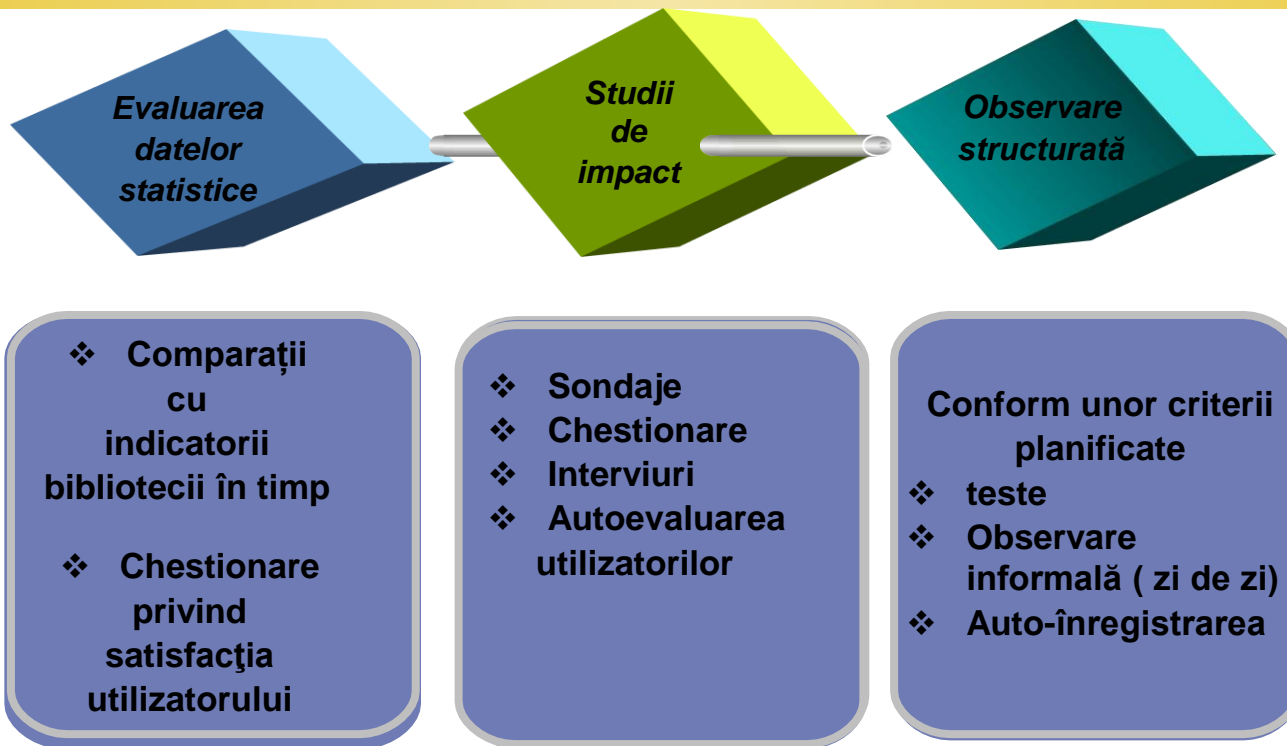 Evaluarea
datelor
statistice
Studii
de
impact
Observare
structurată
❖ Comparații
cu
indicatorii
bibliotecii în timp
❖ Chestionare
privind
satisfacţia
utilizatorului
❖ Sondaje
❖ Chestionare
❖ Interviuri
❖ Autoevaluarea
utilizatorilor
Conform unor criterii
planificate
❖ teste
❖ Observare
informală ( zi de zi)
❖ Auto-înregistrarea